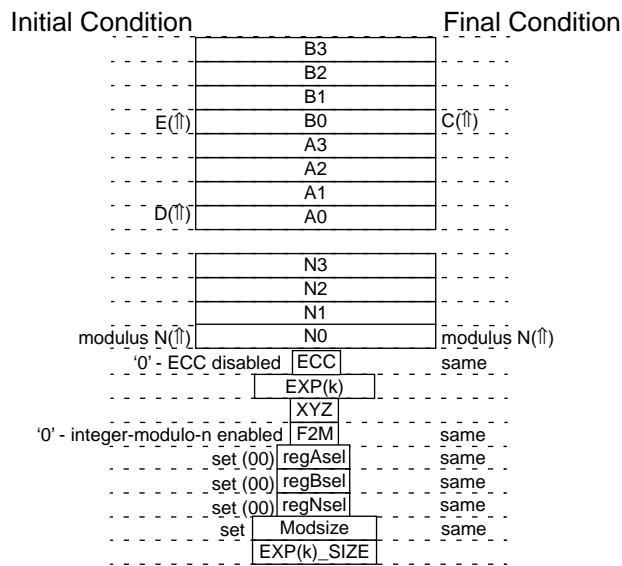 Initial Condition Final Condition
B3
B2
B1
E(⇑) B0 C(⇑)
A3
A2
A1
D(⇑) A0
N3
N2
N1
modulus N(⇑) N0 modulus N(⇑)
‘0’ - ECC disabled ECC same
EXP(k)
XYZ
‘0’ - integer-modulo-n enabled F2M same
set (00) regAsel same
set (00) regBsel same
set (00) regNsel same
set Modsize same
EXP(k)_SIZE